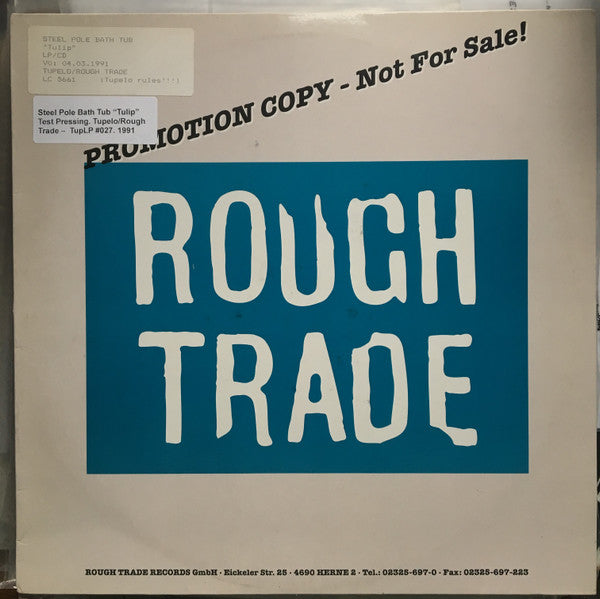 STEEL POLE BATH TUB
"Tulip"
LP/CD
VÖ: 04.03.1991
TUPELO/ROUGH TRADE
LC 5661 (Tupelo rules!!!)
Steel Pole Bath Tub "Tulip"
Test Pressing. Tupelo/Rough
Trade – TupLP #027. 1991
PROMOTION COPY - Not For Sale!
ROUGH
TRADE
ROUGH TRADE RECORDS GmbH · Eickeler Str. 25 · 4690 HERNE 2 · Tel.: 02325-697-0 · Fax: 02325-697-223